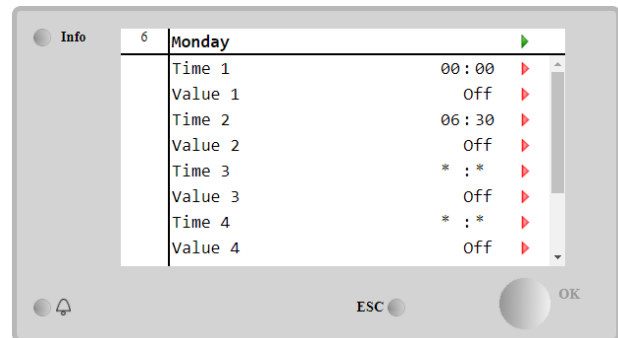 Info
6 Monday
Time 1 00:00
Value 1 Off
Time 2 06:30
Value 2 Off
Time 3 * :*
Value 3 Off
Time 4 * :*
Value 4 Off
ESC
OK